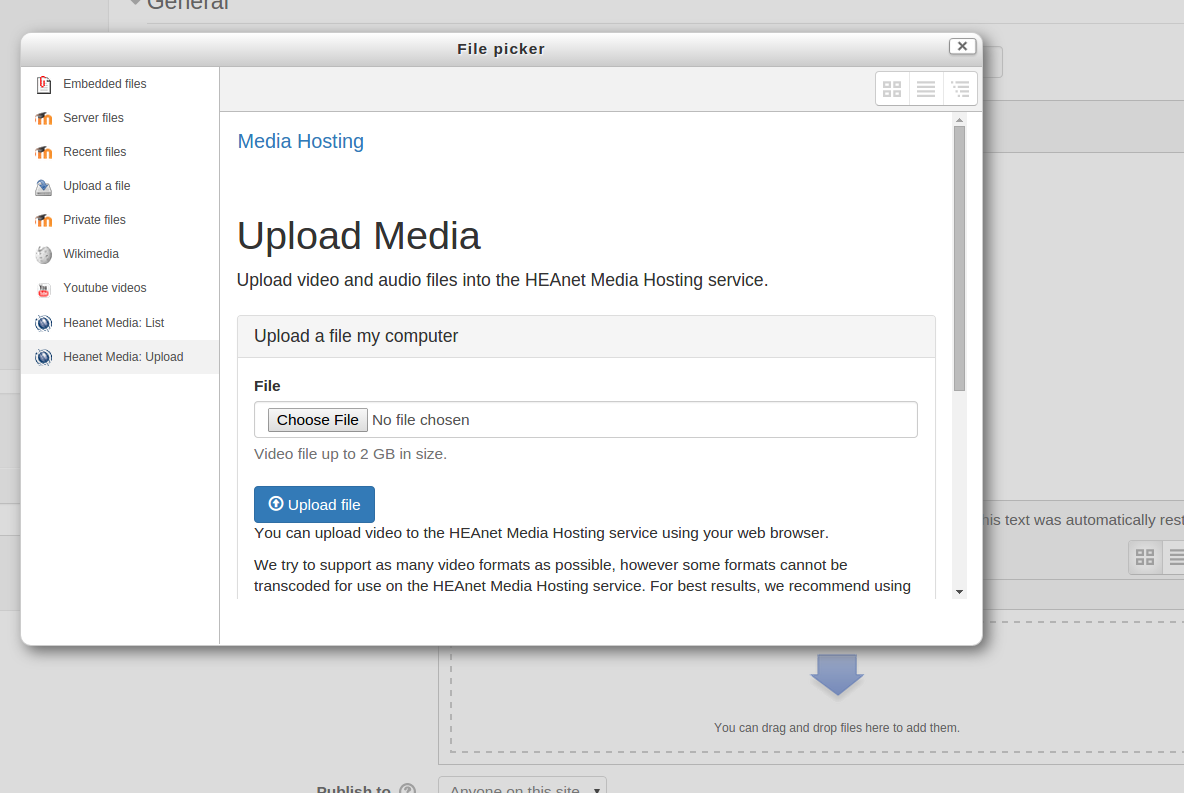 General
File picker
Embedded files
Server files
Recent files
Upload a file
Private files
Wikimedia
Youtube videos
Heanet Media: List
Heanet Media: Upload
Media Hosting
Upload Media
Upload video and audio files into the HEAnet Media Hosting service.
Upload a file my computer
File
Choose File No file chosen
Video file up to 2 GB in size.
Upload file
You can upload video to the HEAnet Media Hosting service using your web browser.
We try to support as many video formats as possible, however some formats cannot be
transcoded for use on the HEAnet Media Hosting service. For best results, we recommend using
his text was automatically rest
You can drag and drop files here to add them.
Publish to ? Anyone on this site